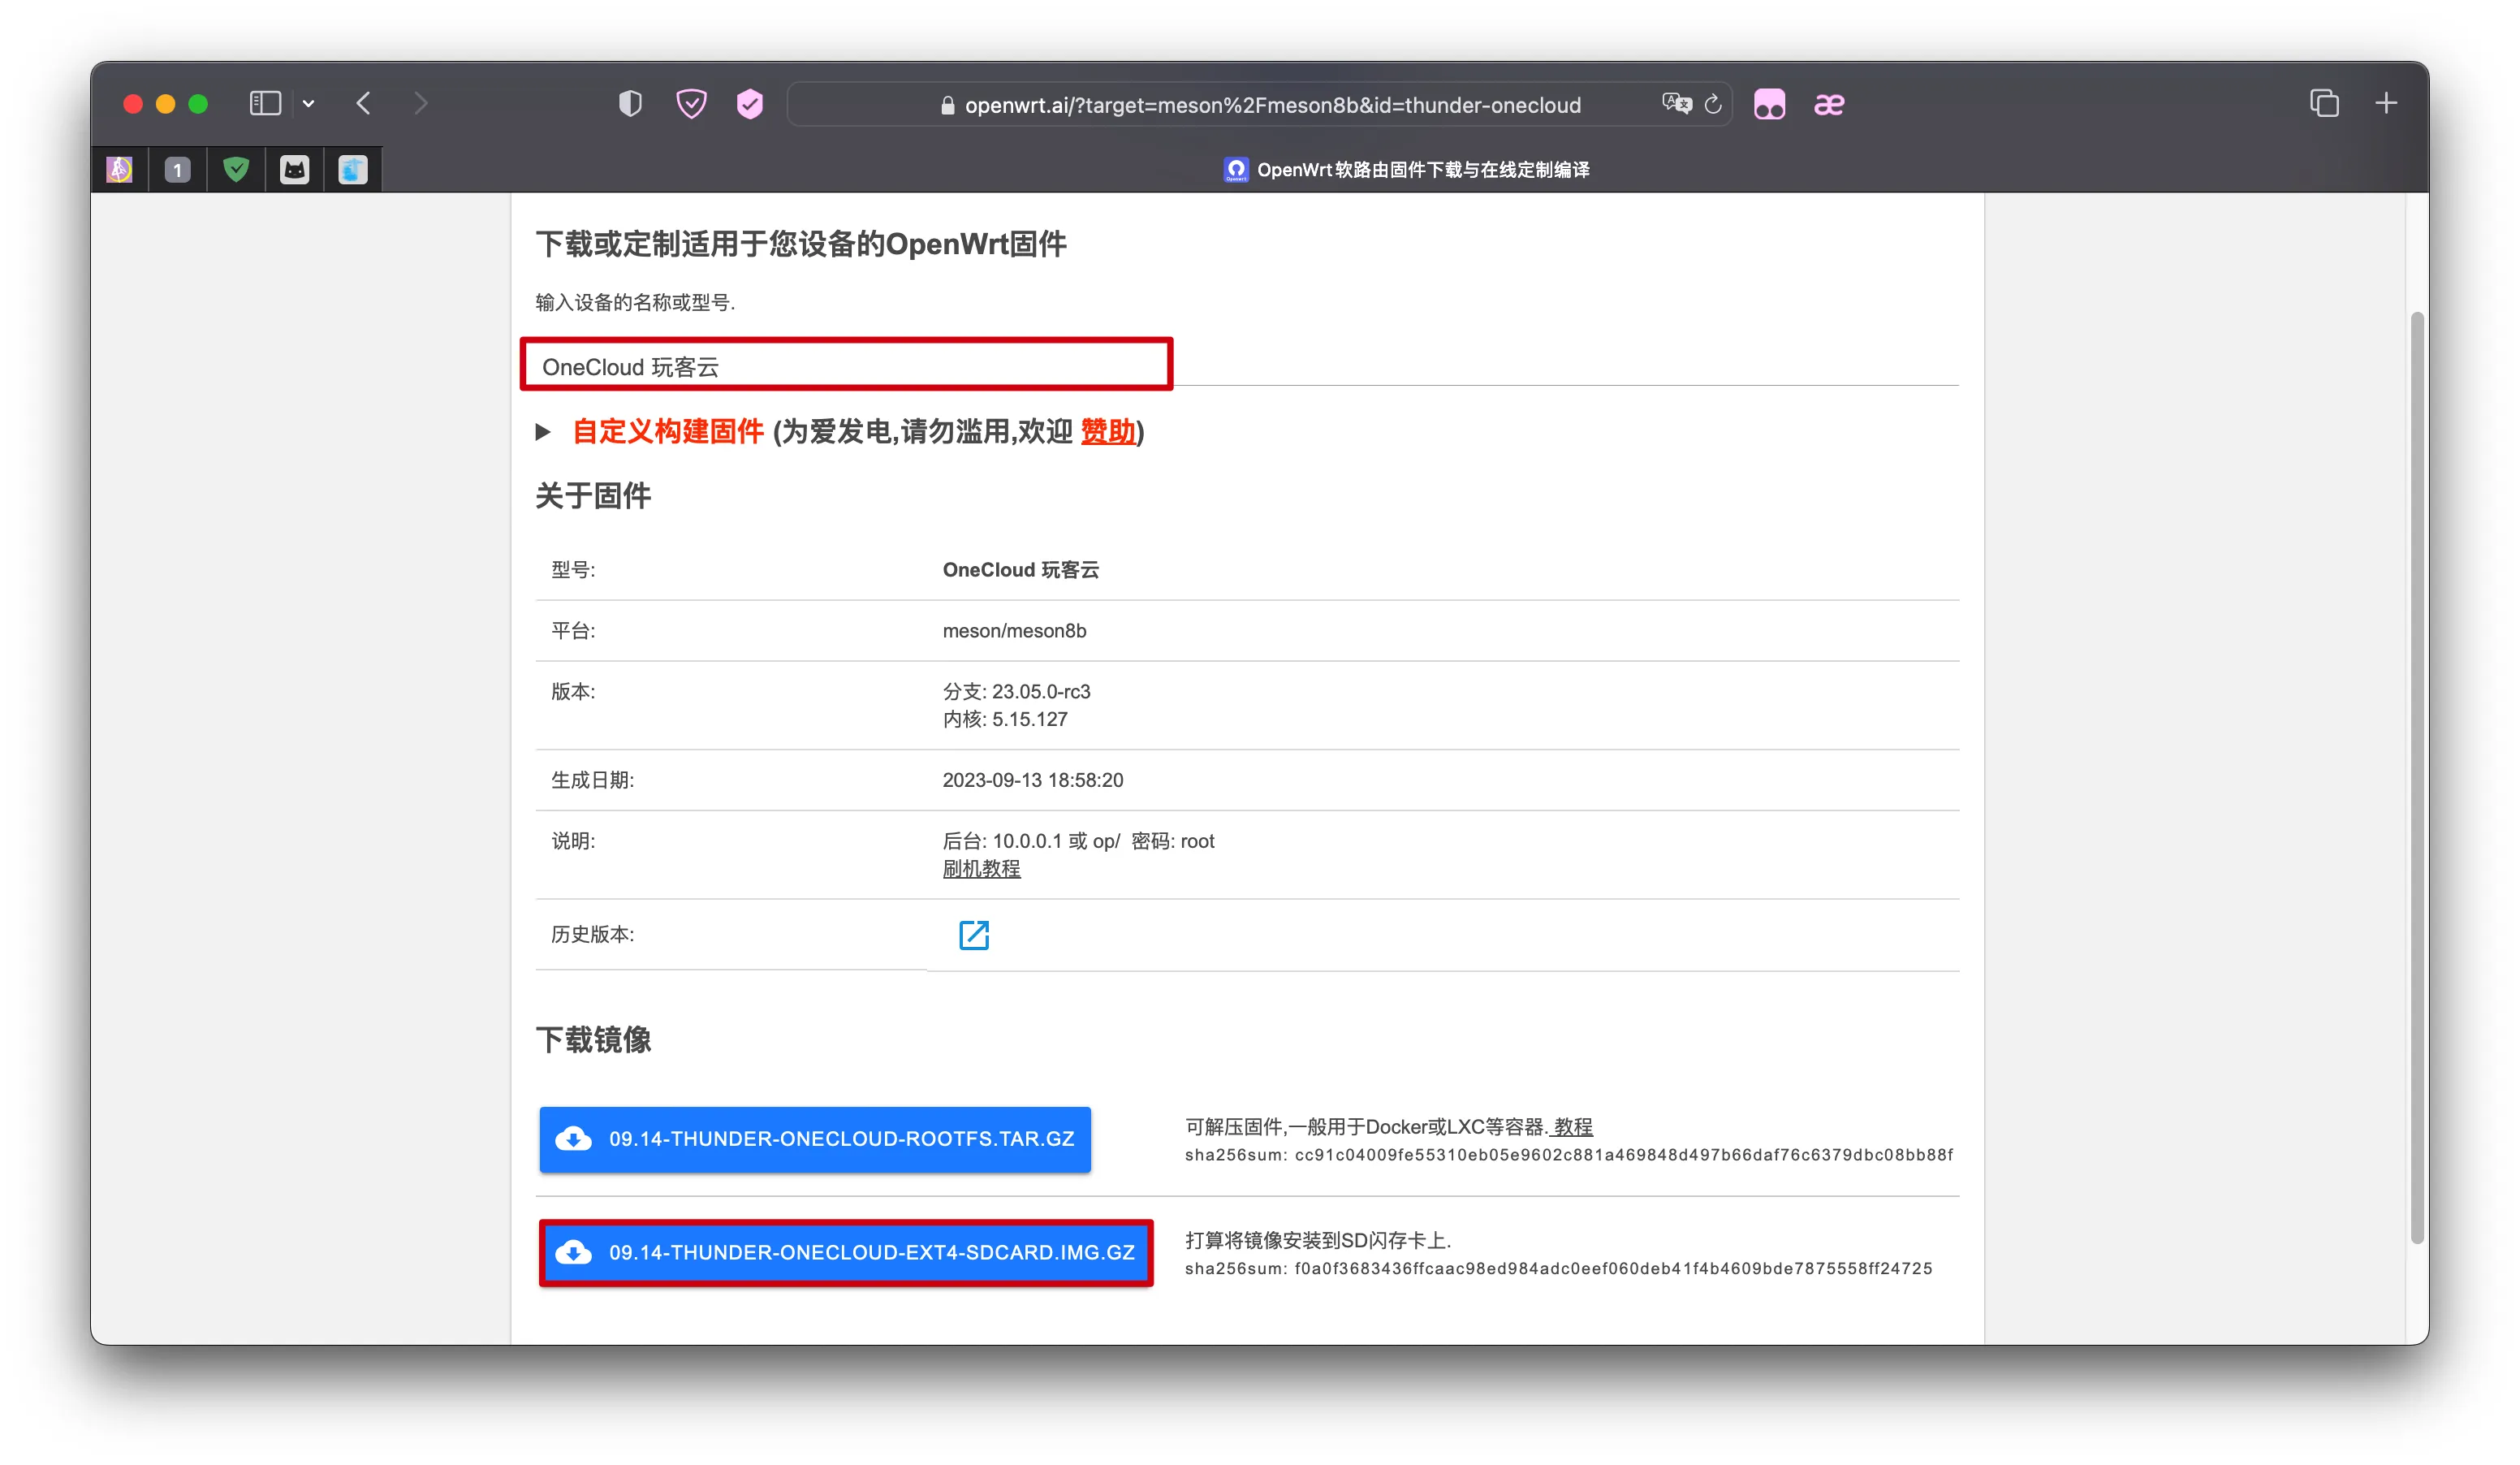 openwrt.ai/?target=meson%2Fmeson8b&id=thunder-onecloud
1
OpenWrt软路由固件下载与在线定制编译
下载或定制适用于您设备的OpenWrt固件
输入设备的名称或型号.
OneCloud 玩客云
自定义构建固件 (为爱发电,请勿滥用,欢迎 赞助)
关于固件
型号: OneCloud 玩客云
平台: meson/meson8b
版本: 分支: 23.05.0-rc3
内核: 5.15.127
生成日期: 2023-09-13 18:58:20
说明: 后台: 10.0.0.1 或 op/ 密码: root
刷机教程
历史版本:
下载镜像
09.14-THUNDER-ONECLOUD-ROOTFS.TAR.GZ
可解压固件,一般用于Docker或LXC等容器. 教程
sha256sum: cc91c04009fe55310eb05e9602c881a469848d497b66daf76c6379dbc08bb88f
09.14-THUNDER-ONECLOUD-EXT4-SDCARD.IMG.GZ
打算将镜像安装到SD闪存卡上.
sha256sum: f0a0f3683436ffcaac98ed984adc0eef060deb41f4b4609bde7875558ff24725